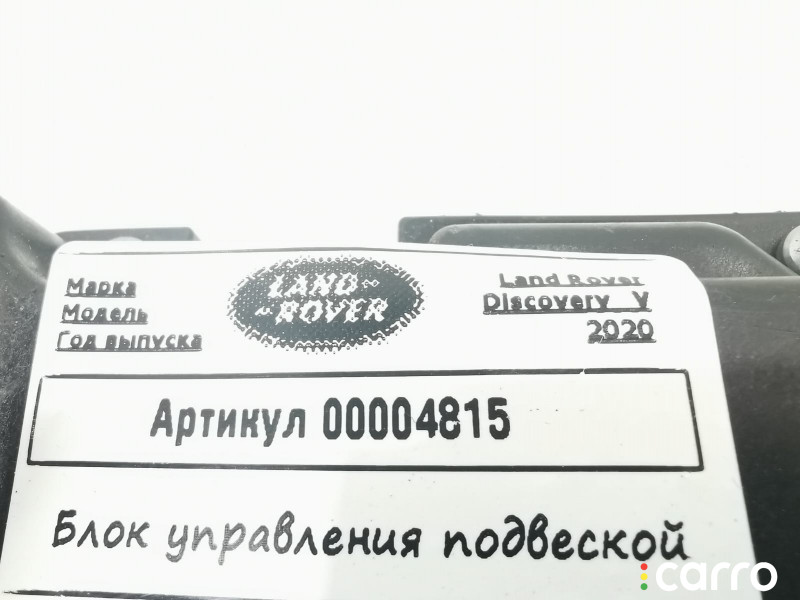 Марка Land Rover
Модель Discovery V
Год выпуска 2020
LAND-
-ROVER
Артикул 00004815
Блок управления подвеской
carro